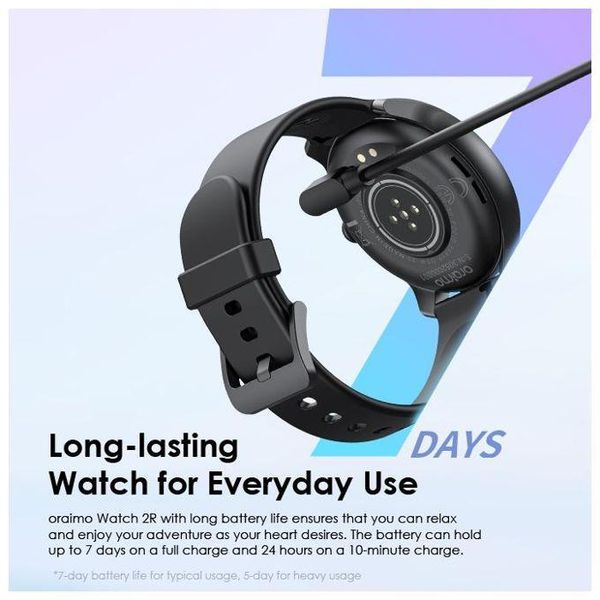 7
DAYS
oraimo
Long-lasting
Watch for Everyday Use
oraimo Watch 2R with long battery life ensures that you can relax
and enjoy your adventure as your heart desires. The battery can hold
up to 7 days on a full charge and 24 hours on a 10-minute charge.
*7-day battery life for typical usage, 5-day for heavy usage